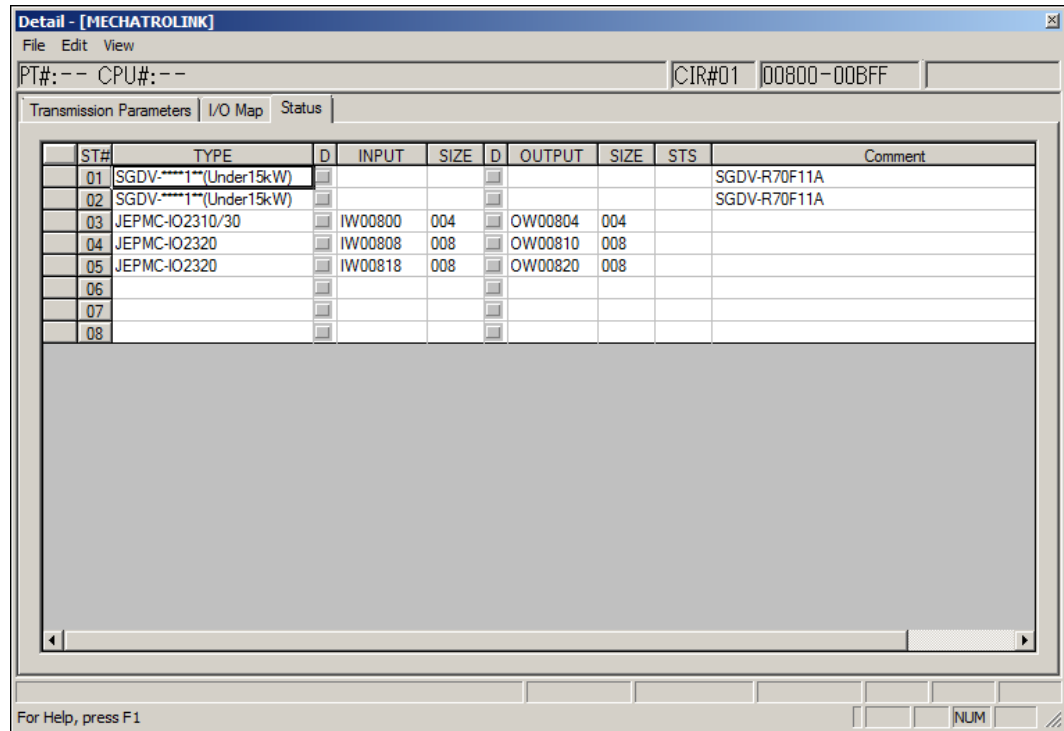 Detail - [MECHATROLINK]
File Edit View
PT#:-- CPU#:-- CIR#01 00800-00BFF
Transmission Parameters I/O Map Status
ST# TYPE D INPUT SIZE D OUTPUT SIZE STS Comment
01 SGDV-****1**(Under15kW) SGDV-R70F11A
02 SGDV-****1**(Under15kW) SGDV-R70F11A
03 JEPMC-IO2310/30 IW00800 004 OW00804 004
04 JEPMC-IO2320 IW00808 008 OW00810 008
05 JEPMC-IO2320 IW00818 008 OW00820 008
06
07
08
For Help, press F1 NUM